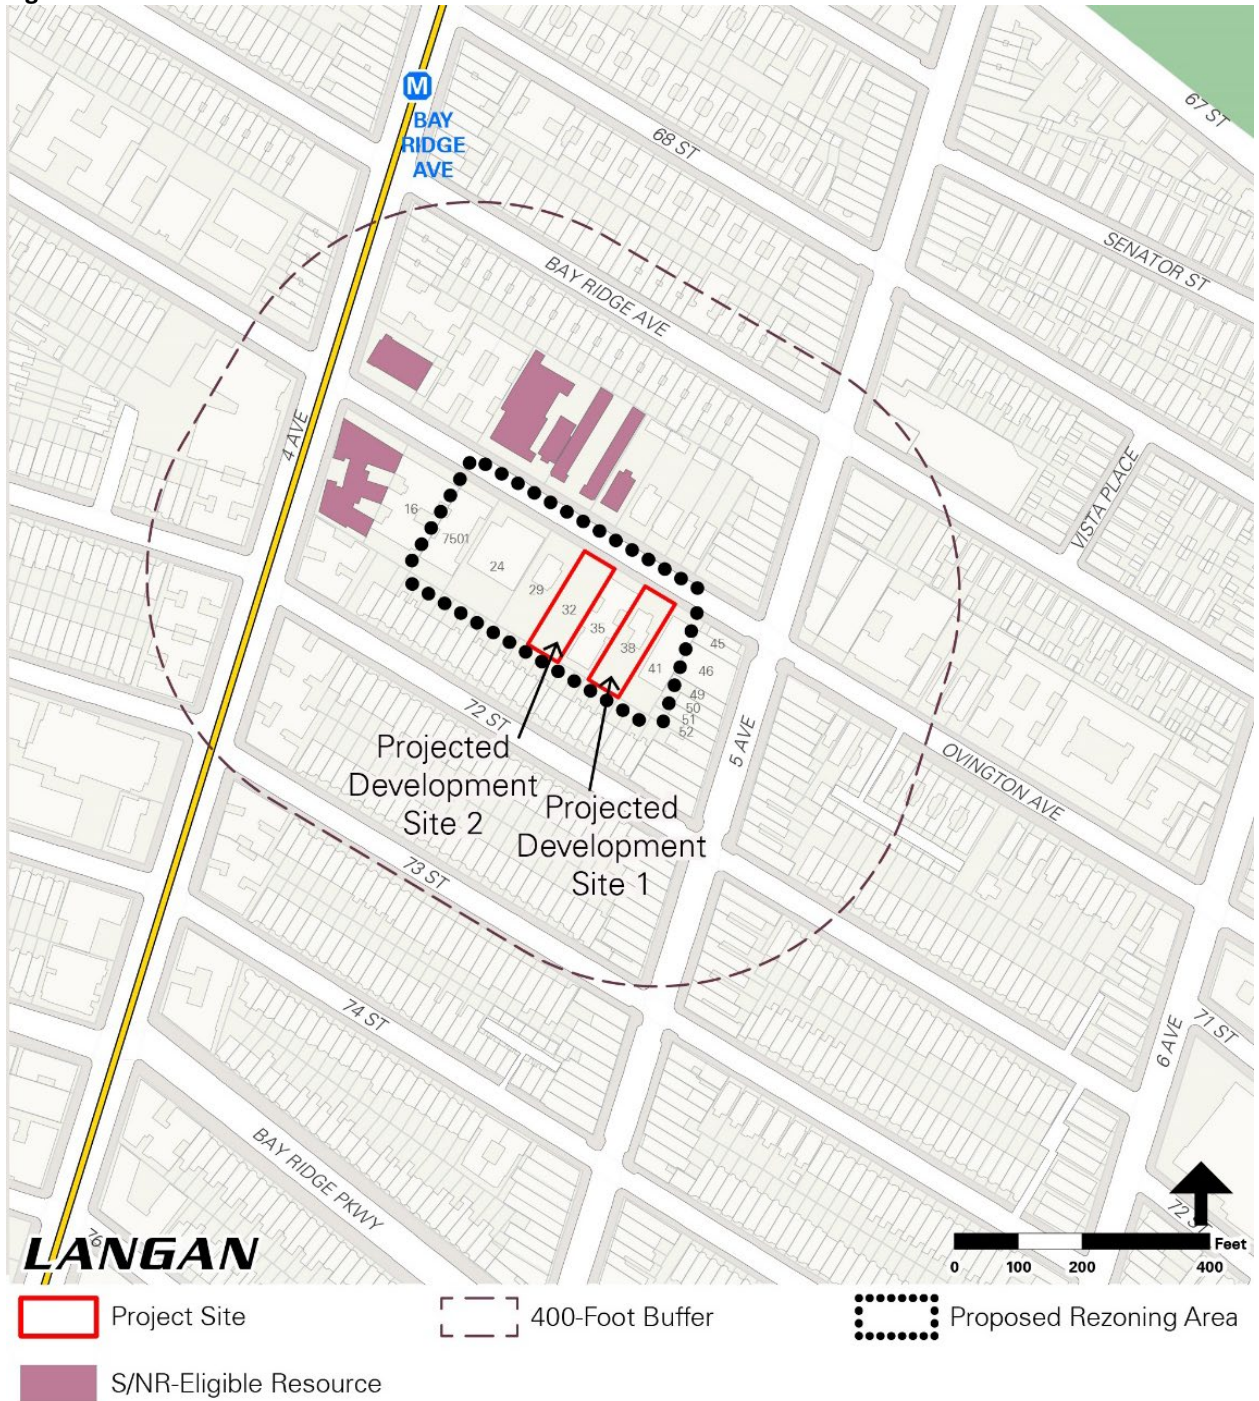 67 ST
M
BAY
RIDGE
AVE
68 ST
SENATOR ST
BAY RIDGE AVE
4 AVE
VISTA PLACE
16
7501
24
29
32
35
38
41
45
46
49
50
51
52
72 ST
5 AVE
OVINGTON AVE
Projected
Development
Site 2
Projected
Development
Site 1
73 ST
74 ST
6 AVE
71 ST
BAY RIDGE PKWY
72 ST
76
LANGAN
Feet
0 100 200 400
Project Site
400-Foot Buffer
Proposed Rezoning Area
S/NR-Eligible Resource